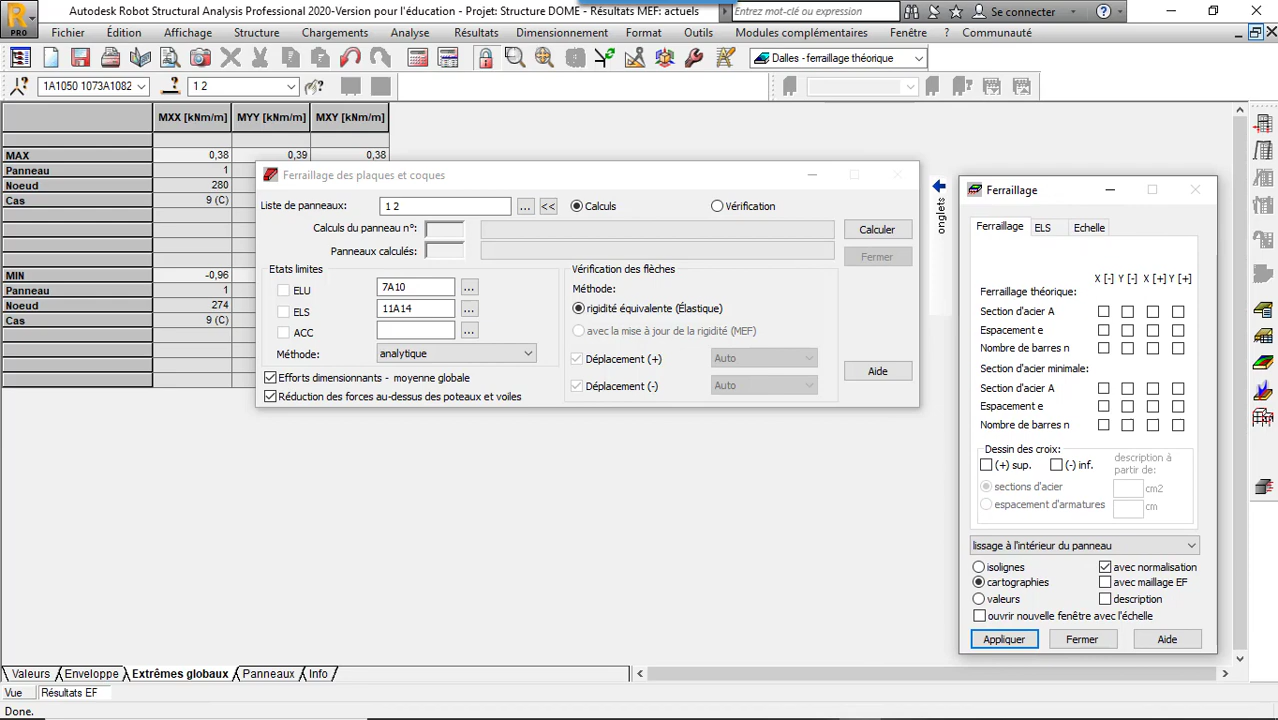 Autodesk Robot Structural Analysis Professional 2020-Version pour l'éducation - Projet: Structure DOME - Résultats MEF: actuels
Entrez mot-clé ou expression
Se connecter
PRO
Fichier Édition Affichage Structure Chargements Analyse Résultats Dimensionnement Format Outils Modules complémentaires Fenêtre ? Communauté
Dalles - ferraillage théorique
1A1050 1073A1082
1 2
MXX [kNm/m] MYY [kNm/m] MXY [kNm/m]
MAX 0,38 0,39 0,38
Panneau 1
Noeud 280
Cas 9 (C)
MIN -0,96
Panneau 1
Noeud 274
Cas 9 (C)
Ferraillage des plaques et coques
Liste de panneaux: 1 2 ... << Calculs Vérification
Calculs du panneau n°: Calculer
Panneaux calculés: Fermer
Etats limites
ELU 7A10 ...
ELS 11A14 ...
ACC ...
Méthode: analytique
Efforts dimensionnants - moyenne globale
Réduction des forces au-dessus des poteaux et voiles
Vérification des flèches
Méthode:
rigidité équivalente (Élastique)
avec la mise à jour de la rigidité (MEF)
Déplacement (+) Auto
Déplacement (-) Auto
Aide
onglets
Ferraillage
Ferraillage ELS Echelle
X [-] Y [-] X [+] Y [+]
Ferraillage théorique:
Section d'acier A
Espacement e
Nombre de barres n
Section d'acier minimale:
Section d'acier A
Espacement e
Nombre de barres n
Dessin des croix:
(+) sup. (-) inf.
description à
partir de:
sections d'acier cm2
espacement d'armatures cm
lissage à l'intérieur du panneau
isolignes avec normalisation
cartographies avec maillage EF
valeurs description
ouvrir nouvelle fenêtre avec l'échelle
Appliquer Fermer Aide
Valeurs Enveloppe Extrêmes globaux Panneaux Info
Vue Résultats EF
Done.